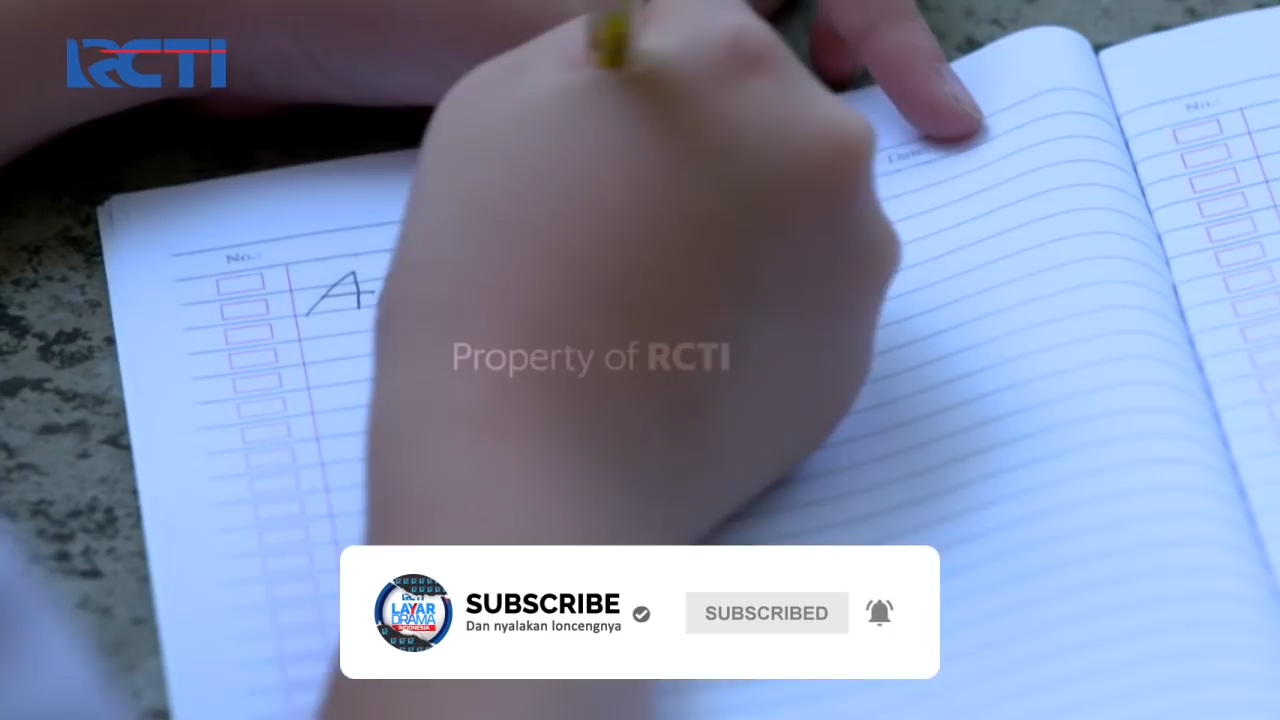 RCTI
No.:
No.:
A
Property of RCTI
RCTI
LAYAR
DRAMA
INDONESIA
SUBSCRIBE
Dan nyalakan loncengnya
SUBSCRIBED